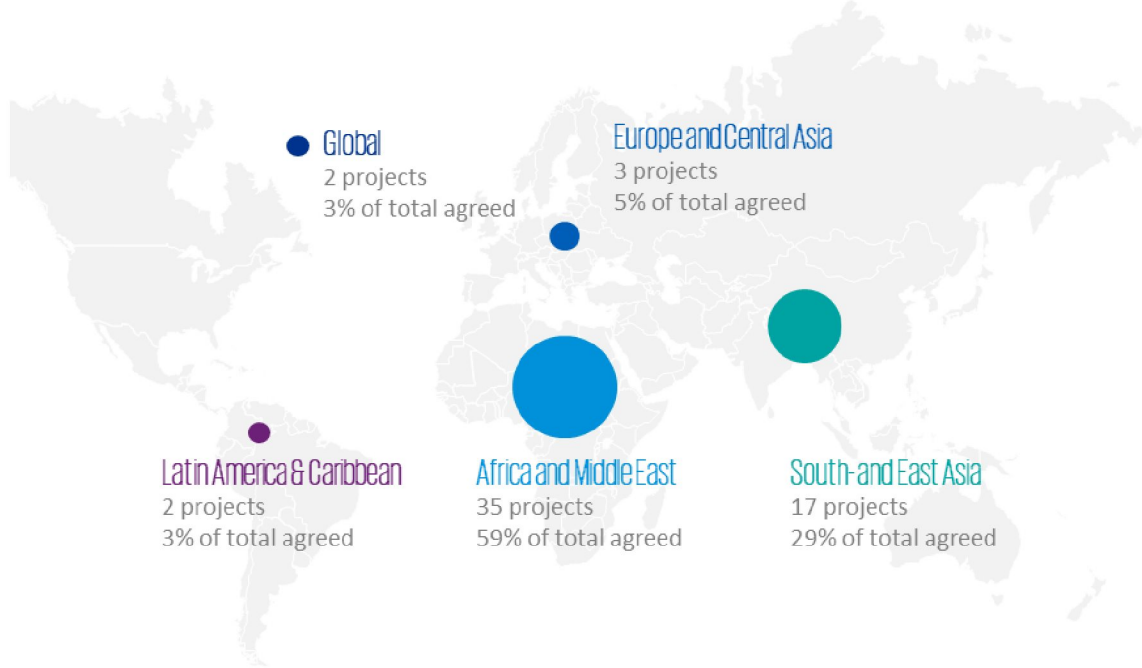 Global
2 projects
3% of total agreed
Europe and Central Asia
3 projects
5% of total agreed
Latin America & Caribbean
2 projects
3% of total agreed
Africa and Middle East
35 projects
59% of total agreed
South- and East Asia
17 projects
29% of total agreed